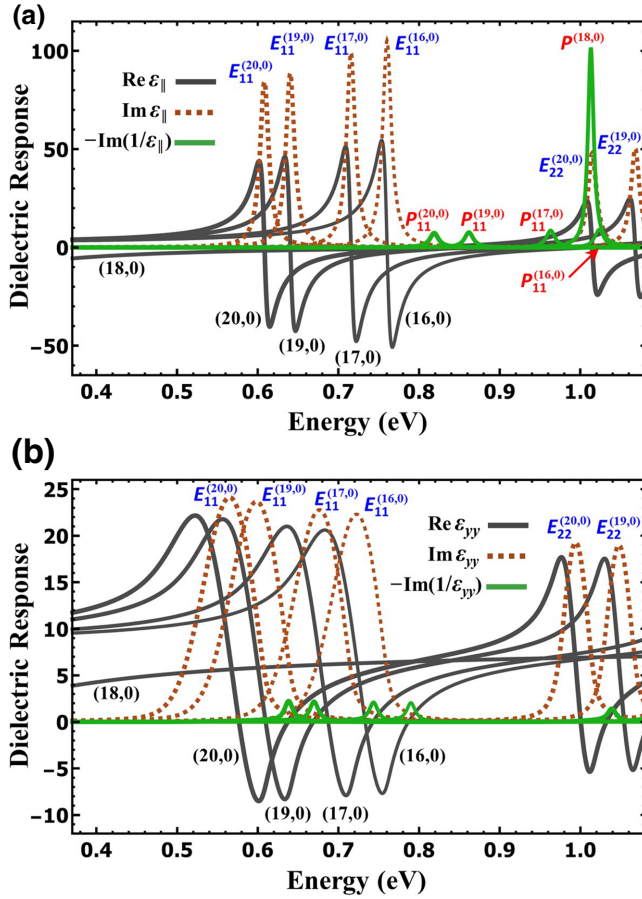 (a)
Dielectric Response
100
50
0
−50
Re ε∥
Im ε∥
−Im(1/ε∥)
E11(20,0)
E11(19,0)
E11(17,0)
E11(16,0)
P(18,0)
E22(20,0)
E22(19,0)
P11(20,0)
P11(19,0)
P11(17,0)
P11(16,0)
(18,0)
(20,0)
(19,0)
(17,0)
(16,0)
0.4 0.5 0.6 0.7 0.8 0.9 1.0
Energy (eV)
(b)
Dielectric Response
25
20
15
10
5
0
−5
−10
E11(20,0)
E11(19,0)
E11(17,0)
E11(16,0)
Re εyy
Im εyy
−Im(1/εyy)
E22(20,0)
E22(19,0)
(18,0)
(20,0)
(19,0)
(17,0)
(16,0)
0.4 0.5 0.6 0.7 0.8 0.9 1.0
Energy (eV)